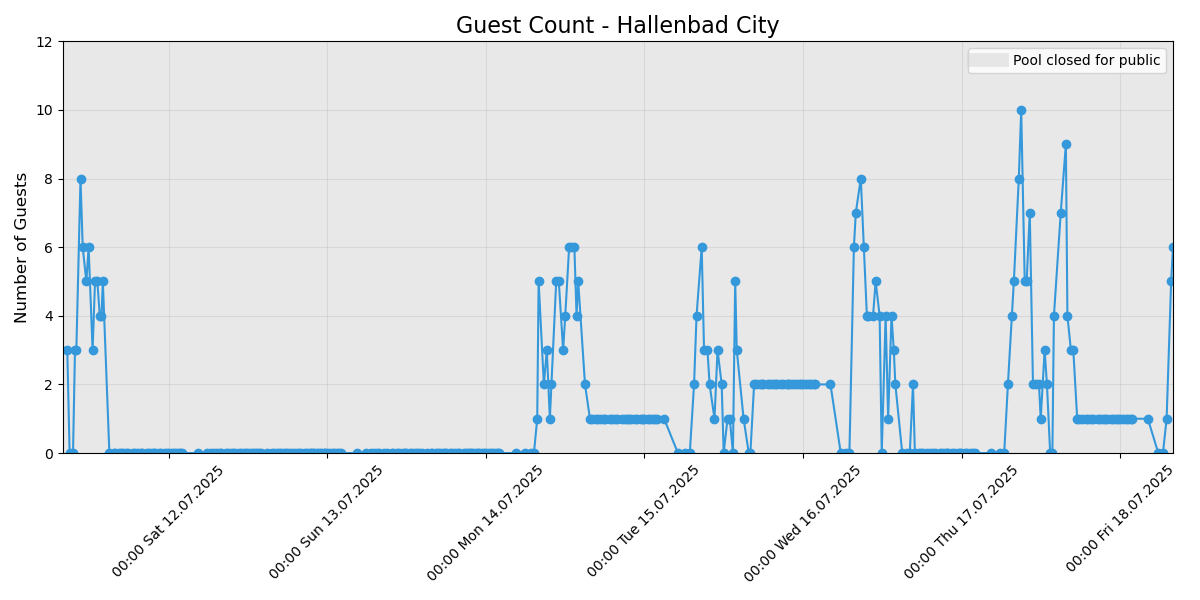 Guest Count - Hallenbad City
Pool closed for public
Number of Guests
12
10
8
6
4
2
0
00:00 Sat 12.07.2025
00:00 Sun 13.07.2025
00:00 Mon 14.07.2025
00:00 Tue 15.07.2025
00:00 Wed 16.07.2025
00:00 Thu 17.07.2025
00:00 Fri 18.07.2025